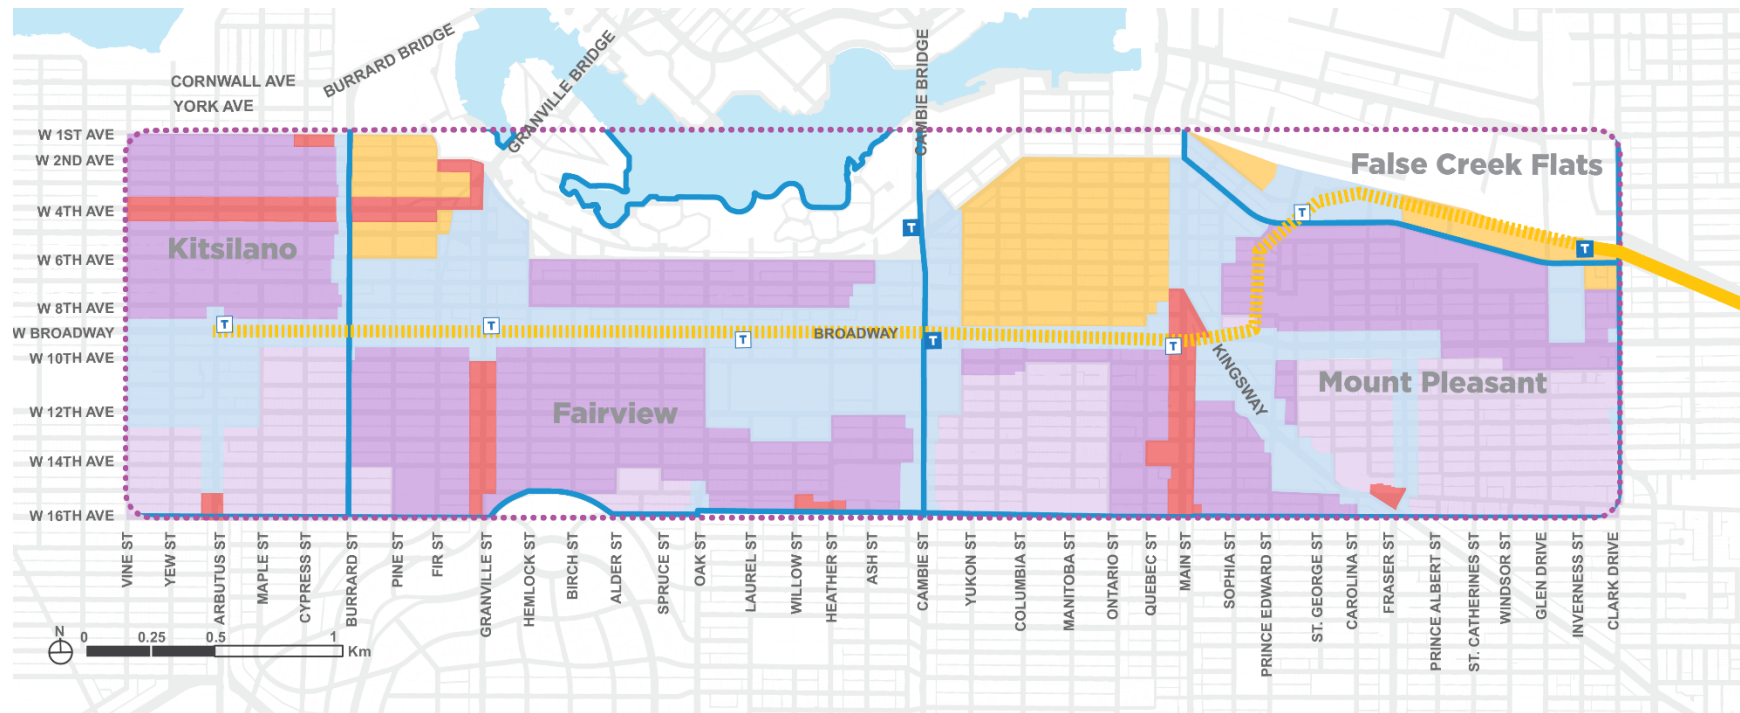 BURRARD BRIDGE
GRANVILLE BRIDGE
CAMBIE BRIDGE
CORNWALL AVE
YORK AVE
W 1ST AVE
W 2ND AVE
W 4TH AVE
W 6TH AVE
W 8TH AVE
W BROADWAY
W 10TH AVE
W 12TH AVE
W 14TH AVE
W 16TH AVE
False Creek Flats
Kitsilano
T
T
T
T
T
T
BROADWAY
T
T
KINGSWAY
Mount Pleasant
Fairview
VINE ST
YEW ST
ARBUTUS ST
MAPLE ST
CYPRESS ST
BURRARD ST
PINE ST
FIR ST
GRANVILLE ST
HEMLOCK ST
BIRCH ST
ALDER ST
SPRUCE ST
OAK ST
LAUREL ST
WILLOW ST
HEATHER ST
ASH ST
CAMBIE ST
YUKON ST
COLUMBIA ST
MANITOBA ST
ONTARIO ST
QUEBEC ST
MAIN ST
SOPHIA ST
PRINCE EDWARD ST
ST. GEORGE ST
CAROLINA ST
FRASER ST
PRINCE ALBERT ST
ST. CATHERINES ST
WINDSOR ST
GLEN DRIVE
INVERNESS ST
CLARK DRIVE
N
0 0.25 0.5 1
Km